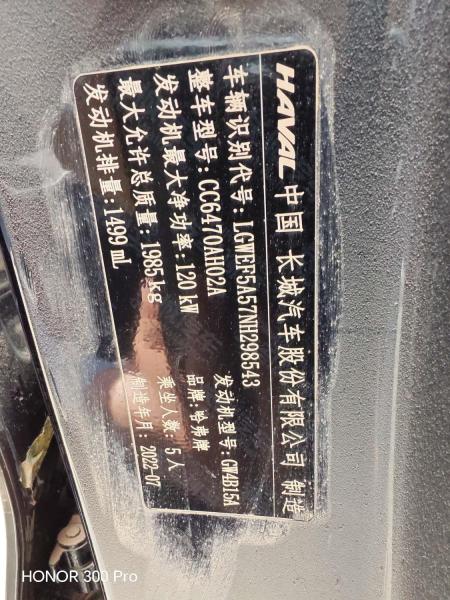 HAVAL 中国 长城汽车股份有限公司 制造
车辆识别代号:LGWEF5A57NH298543
整车型号:CC6470AH02A 发动机型号:GW4B15A
发动机最大净功率:120 kW 品牌:哈弗牌
最大允许总质量:1985 kg 乘坐人数:5人
发动机排量:1499 mL 制造年月:2022-07
HONOR 300 Pro